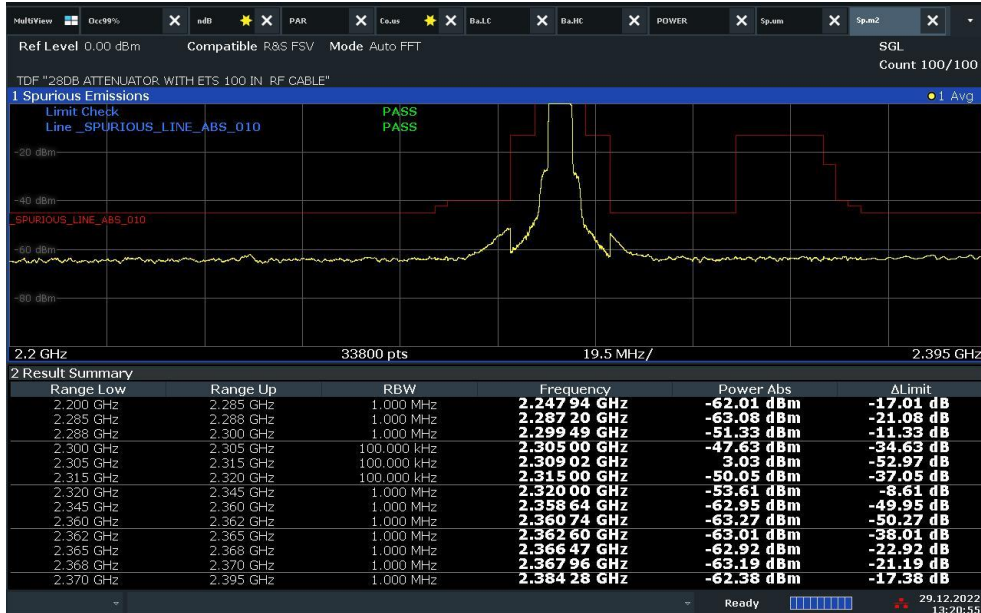 MultiView Occ99% ndB PAR Co.us Ba.LC Ba.HC POWER Sp.um Sp.m2
Ref Level 0.00 dBm Compatible R&S FSV Mode Auto FFT SGL
Count 100/100
TDF "28DB ATTENUATOR WITH ETS 100 IN RF CABLE"
1 Spurious Emissions 1 Avg
Limit Check PASS
Line _SPURIOUS_LINE_ABS_010 PASS
-20 dBm
-40 dBm
_SPURIOUS_LINE_ABS_010
-60 dBm
-80 dBm
2.2 GHz 33800 pts 19.5 MHz/ 2.395 GHz
2 Result Summary
Range Low Range Up RBW Frequency Power Abs ΔLimit
2.200 GHz 2.285 GHz 1.000 MHz 2.247 94 GHz -62.01 dBm -17.01 dB
2.285 GHz 2.288 GHz 1.000 MHz 2.287 20 GHz -63.08 dBm -21.08 dB
2.288 GHz 2.300 GHz 1.000 MHz 2.299 49 GHz -51.33 dBm -11.33 dB
2.300 GHz 2.305 GHz 100.000 kHz 2.305 00 GHz -47.63 dBm -34.63 dB
2.305 GHz 2.315 GHz 100.000 kHz 2.309 02 GHz 3.03 dBm -52.97 dB
2.315 GHz 2.320 GHz 100.000 kHz 2.315 00 GHz -50.05 dBm -37.05 dB
2.320 GHz 2.345 GHz 1.000 MHz 2.320 00 GHz -53.61 dBm -8.61 dB
2.345 GHz 2.360 GHz 1.000 MHz 2.358 64 GHz -62.95 dBm -49.95 dB
2.360 GHz 2.362 GHz 1.000 MHz 2.360 74 GHz -63.27 dBm -50.27 dB
2.362 GHz 2.365 GHz 1.000 MHz 2.362 60 GHz -63.01 dBm -38.01 dB
2.365 GHz 2.368 GHz 1.000 MHz 2.366 47 GHz -62.92 dBm -22.92 dB
2.368 GHz 2.370 GHz 1.000 MHz 2.367 96 GHz -63.19 dBm -21.19 dB
2.370 GHz 2.395 GHz 1.000 MHz 2.384 28 GHz -62.38 dBm -17.38 dB
Ready 29.12.2022
13:20:55